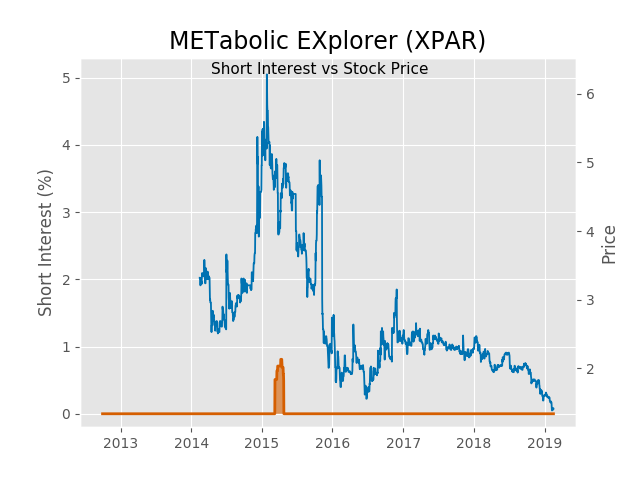 METabolic EXplorer (XPAR)
Short Interest vs Stock Price
Short Interest (%)
5
4
3
2
1
0
6
5
4
3
2
Price
2013 2014 2015 2016 2017 2018 2019